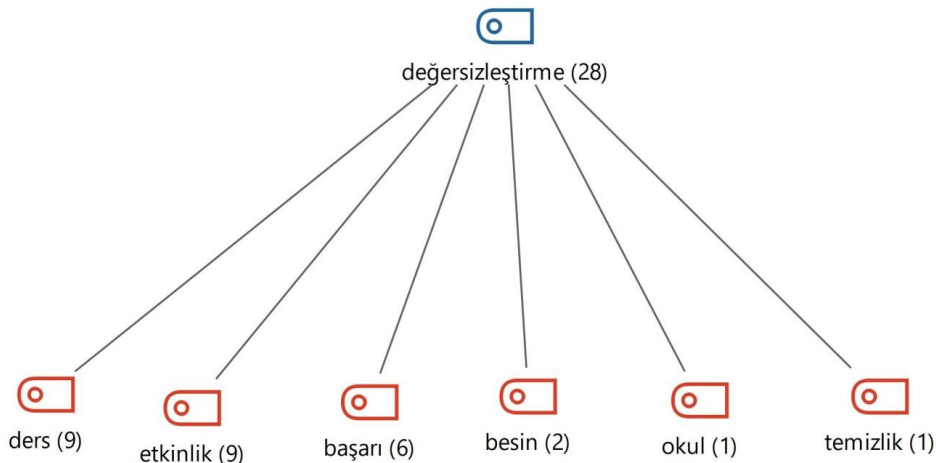 değersizleştirme (28)
ders (9)
etkinlik (9)
başarı (6)
besin (2)
okul (1)
temizlik (1)